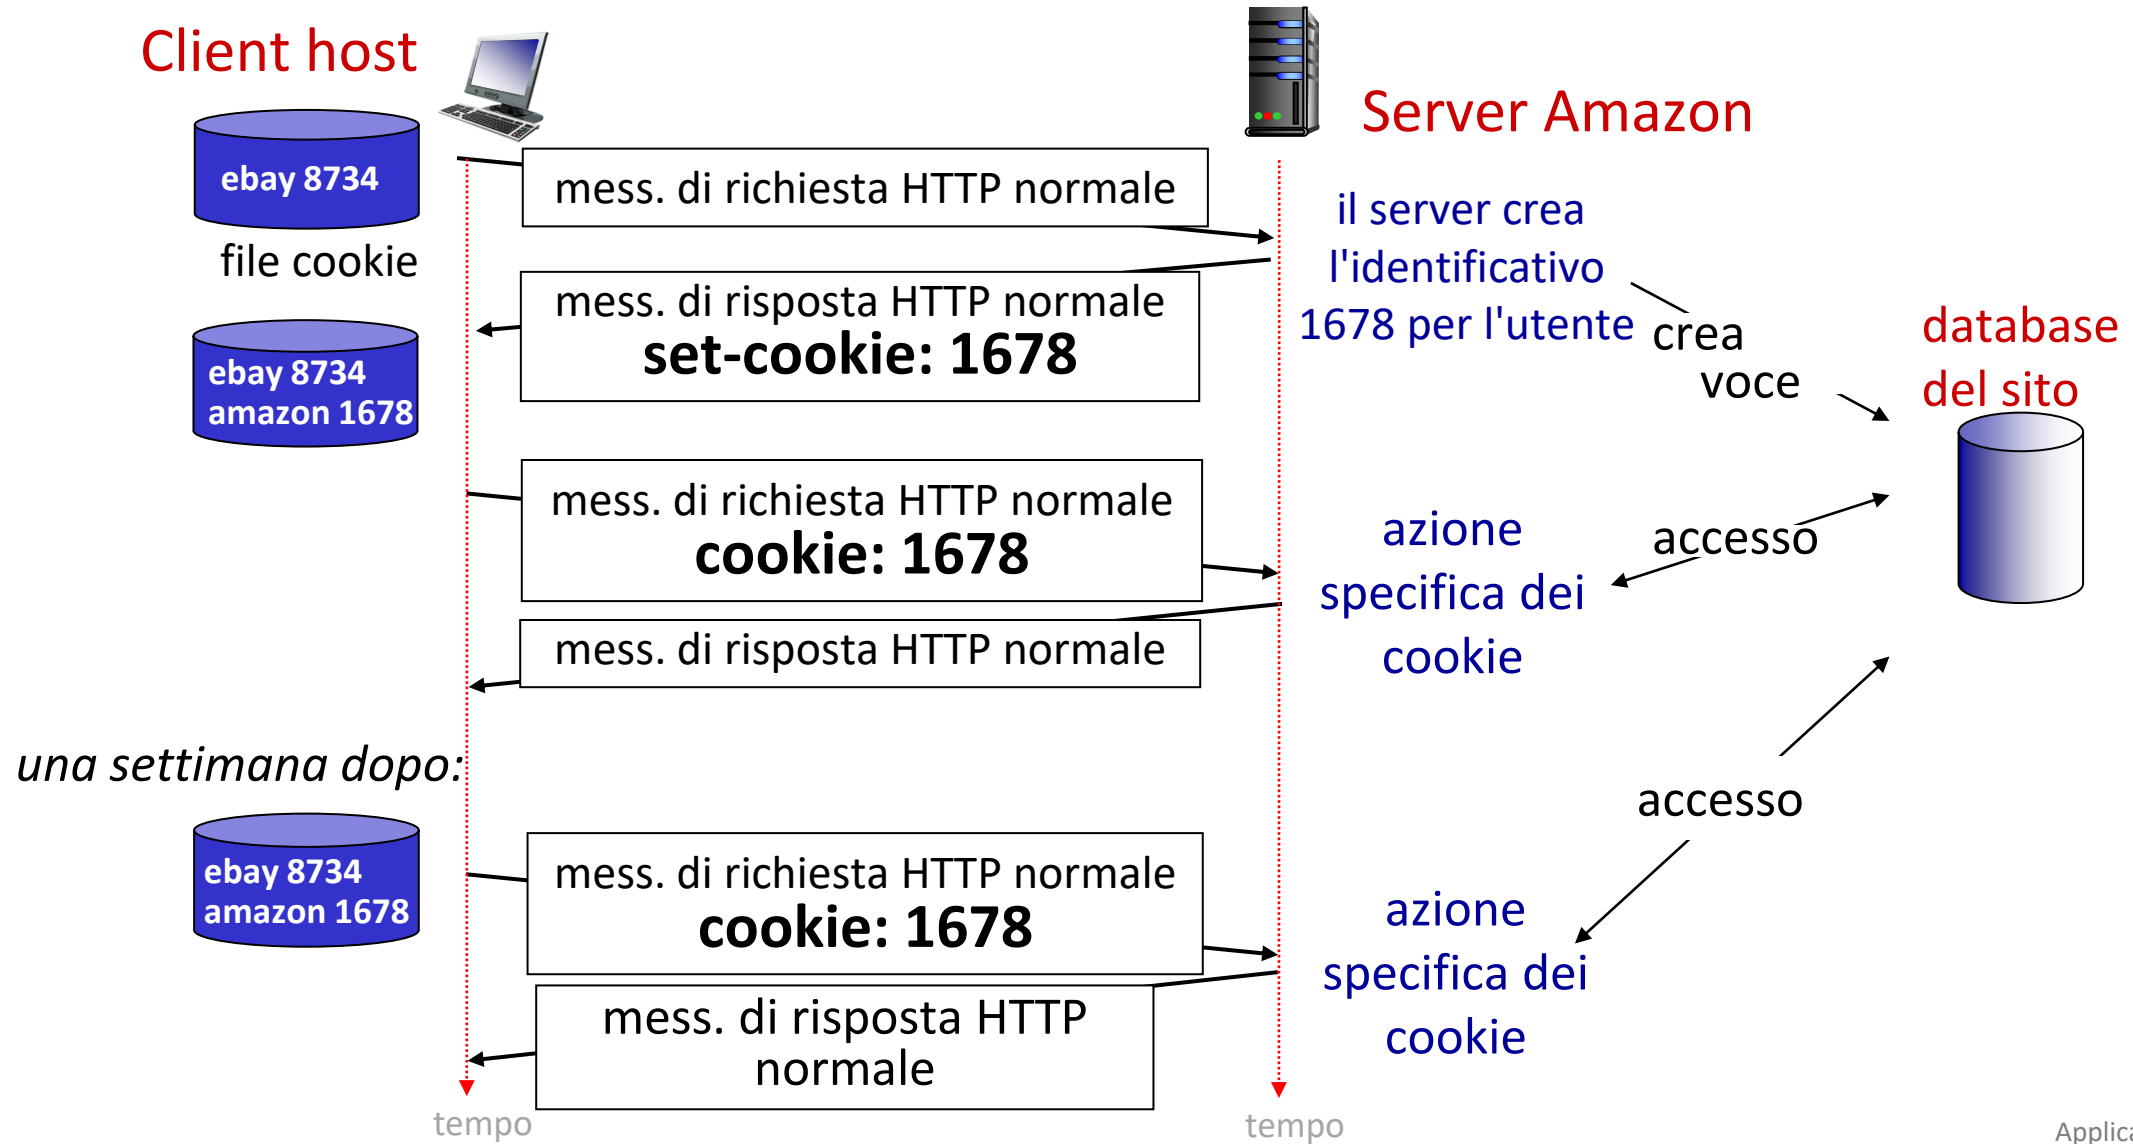 Client host
Server Amazon
ebay 8734
file cookie
mess. di richiesta HTTP normale
il server crea
l'identificativo
1678 per l'utente
mess. di risposta HTTP normale
set-cookie: 1678
crea
voce
database
del sito
ebay 8734
amazon 1678
mess. di richiesta HTTP normale
cookie: 1678
azione
specifica dei
cookie
accesso
mess. di risposta HTTP normale
una settimana dopo:
accesso
ebay 8734
amazon 1678
mess. di richiesta HTTP normale
cookie: 1678
azione
specifica dei
cookie
mess. di risposta HTTP
normale
tempo
tempo